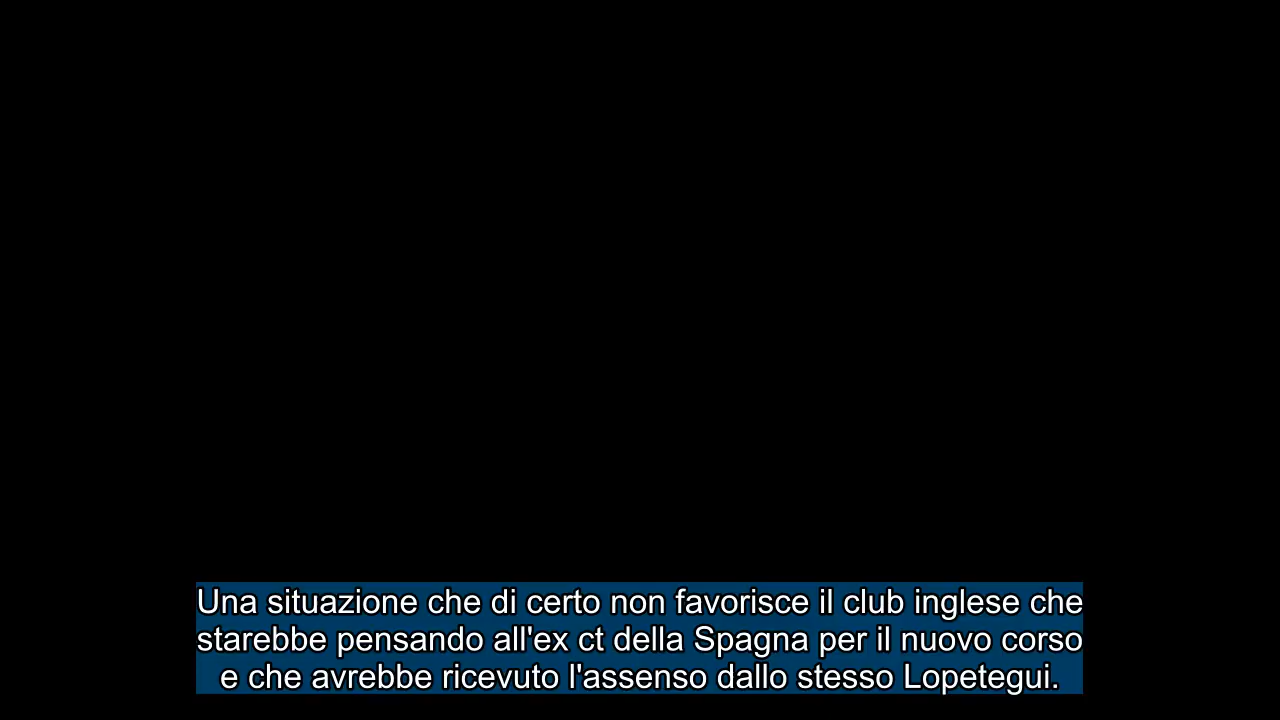 Una situazione che di certo non favorisce il club inglese che
starebbe pensando all'ex ct della Spagna per il nuovo corso
e che avrebbe ricevuto l'assenso dallo stesso Lopetegui.